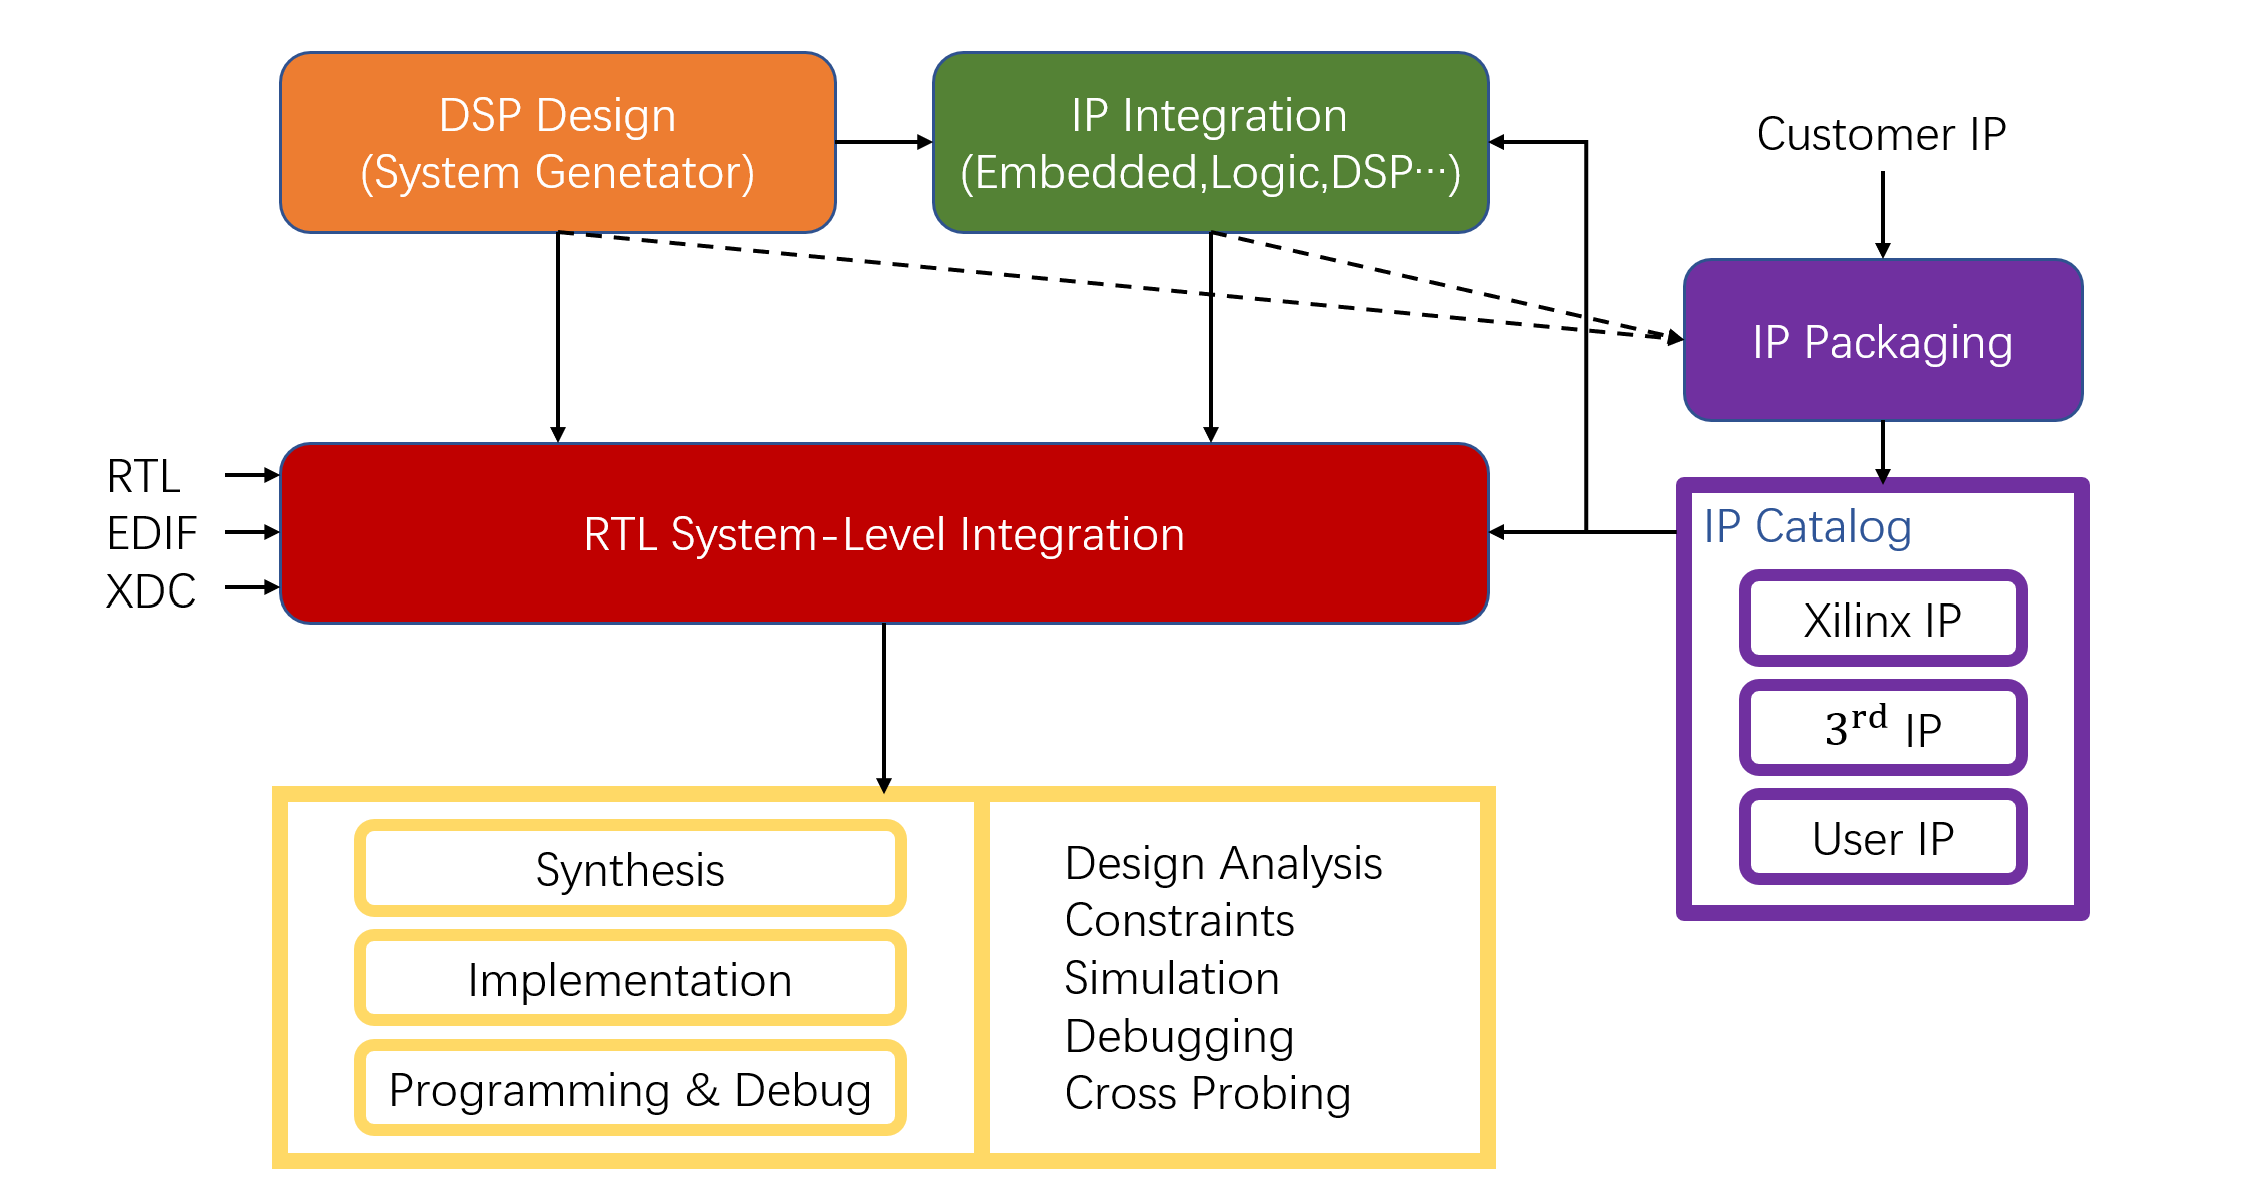 DSP Design
(System Genetator)
IP Integration
(Embedded,Logic,DSP…)
Customer IP
IP Packaging
RTL
EDIF
XDC
RTL System-Level Integration
IP Catalog
Xilinx IP
3rd IP
User IP
Synthesis
Implementation
Programming & Debug
Design Analysis
Constraints
Simulation
Debugging
Cross Probing